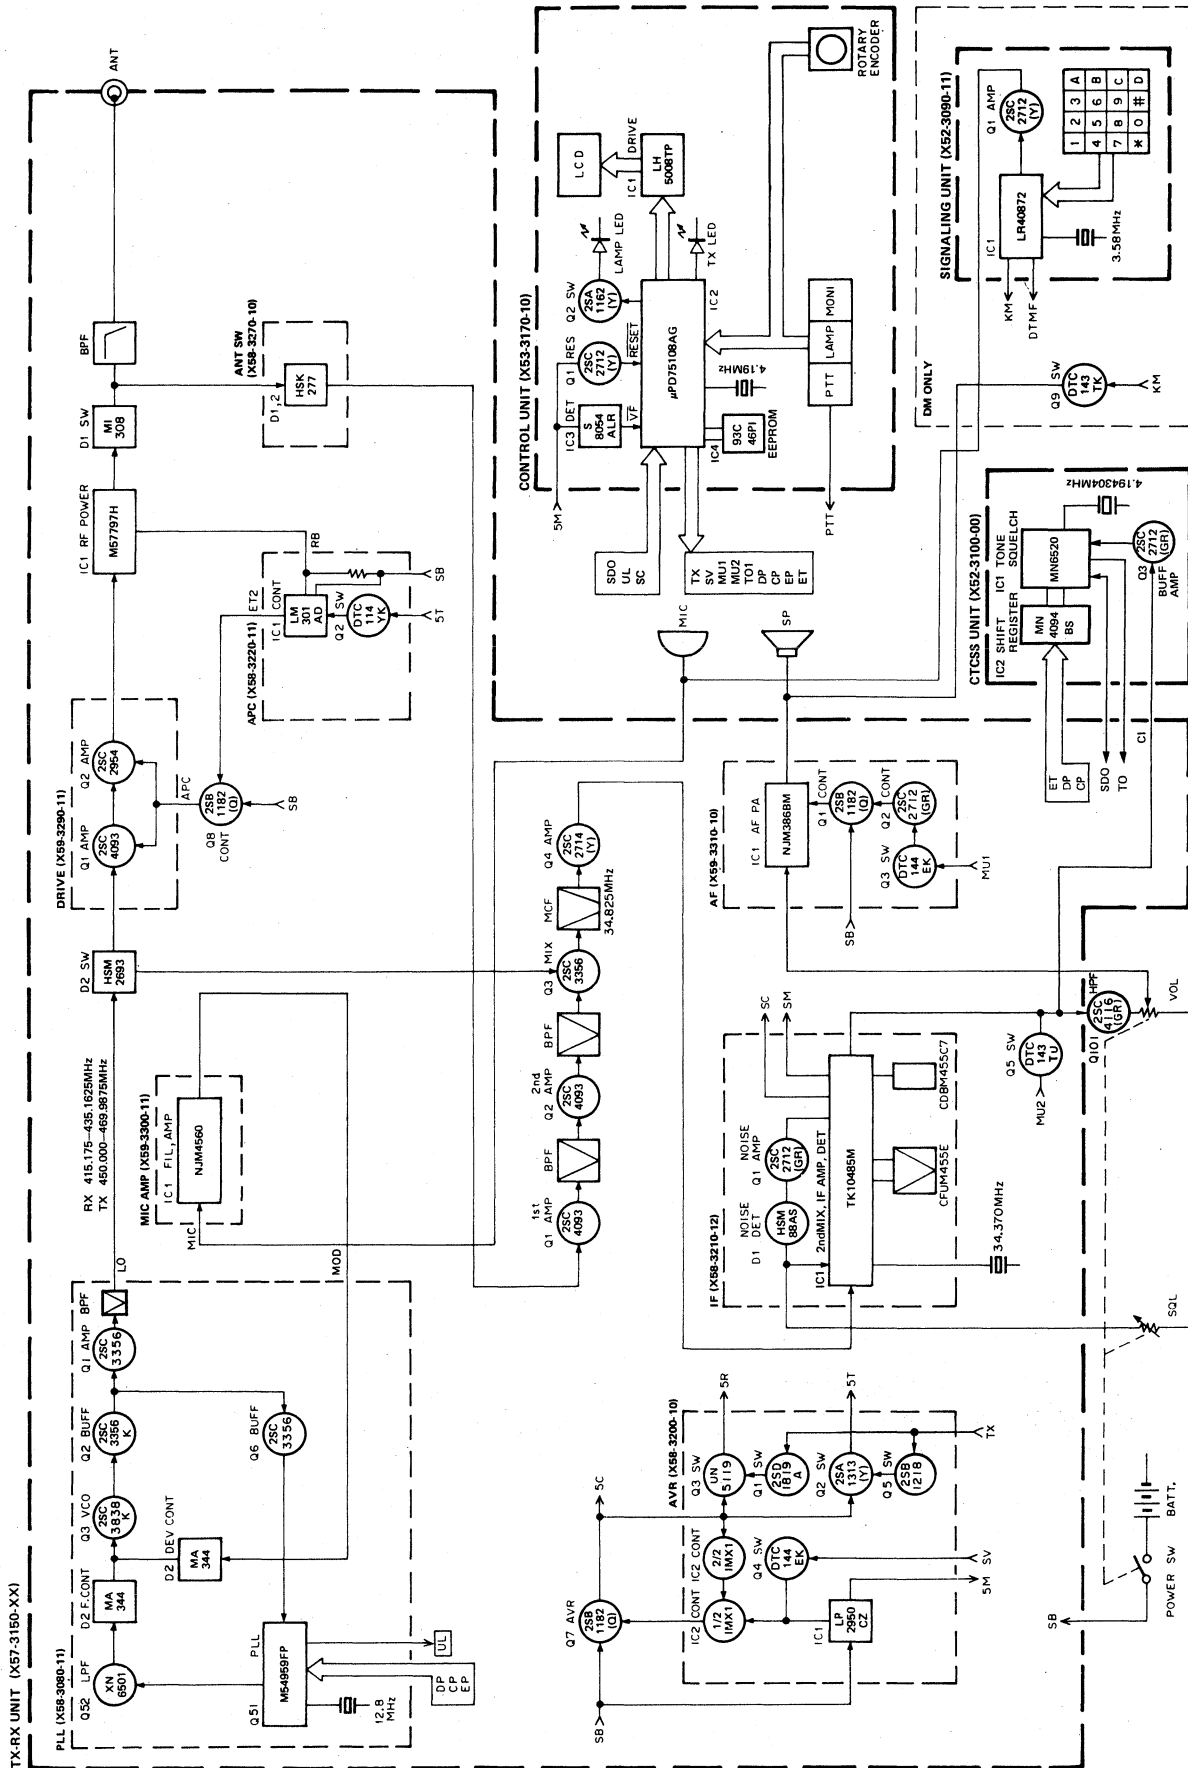 TX-RX UNIT (X57-3150-XX)
PLL (X58-3080-11)
Q52 LPF
XN
6501
D2 F.CONT
MA
344
Q3 VCO
2SC
3838
K
Q2 BUFF
2SC
3356
K
Q1 AMP
2SC
3356
BPF
LO
D2 DEV CONT
MA
344
Q6 BUFF
2SC
3356
Q51
PLL
M54959FP
12.8
MHz
UL
DP
CP
EP
MOD
RX 415.175–435.1625MHz
TX 450.000–469.9875MHz
MIC AMP (X59-3300-11)
IC1 FIL, AMP
NJM4560
MIC
D2 SW
HSM
2693
DRIVE (X59-3290-11)
Q1 AMP
2SC
4093
Q2 AMP
2SC
2954
APC
Q8
CONT
2SB
1182
(Q)
SB
APC (X58-3220-11)
IC1 CONT
LM
301
AD
ET2
Q2 SW
DTC
114
YK
5T
SB
RB
IC1 RF POWER
M57797H
D1 SW
MI
308
BPF
ANT
ANT SW
(X58-3270-10)
D1,2
HSK
277
1st
Q1 AMP
2SC
4093
BPF
2nd
Q2 AMP
2SC
4093
BPF
Q3 MIX
2SC
3356
MCF
34.825MHz
Q4 AMP
2SC
2714
(Y)
MIC
SP
CONTROL UNIT (X53-3170-10)
5M
IC3 DET
S
8054
ALR
VF
Q1 RES
2SC
2712
(Y)
RESET
Q2 SW
2SA
1162
(Y)
LAMP LED
TX LED
IC1 DRIVE
LH
5008TP
LCD
IC2
µPD75108AG
4.19MHz
IC4
93C
46PI
EEPROM
SDO
UL
SC
TX
SV
MU1
MU2
TO1
DP
CP
EP
ET
PTT
PTT
LAMP
MONI
ROTARY
ENCODER
Q7 AVR
2SB
1182
(Q)
SB
5C
AVR (X58-3200-10)
IC2 CONT
1/2
IMX1
IC2 CONT
2/2
IMX1
Q3 SW
UN
5119
5R
Q1 SW
2SD
1819
A
Q2 SW
2SA
1313
(Y)
5T
Q5 SW
2SB
1218
Q4 SW
DTC
144
EK
IC1
LP
2950
CZ
5M
SV
TX
IF (X58-3210-12)
NOISE
D1 DET
HSM
88AS
NOISE
Q1 AMP
2SC
2712
(GR)
SC
SM
IC1 2ndMIX, IF AMP, DET
TK10485M
34.370MHz
CFUM455E
CDBM455C7
AF (X59-3310-10)
IC1 AF PA
NJM386BM
Q1 CONT
2SB
1182
(Q)
Q2 CONT
2SC
2712
(GR)
Q3 SW
DTC
144
EK
SB
MU1
Q5 SW
DTC
143
TU
MU2
HPF
Q101
2SC
4116
(GR)
VOL
SQL
SB
POWER SW
BATT.
CTCSS UNIT (X52-3100-00)
IC2 SHIFT
REGISTER
MN
4094
BS
IC1 TONE
SQUELCH
MN6520
4.194304MHz
Q3
2SC
2712
(GR)
BUFF
AMP
ET
DP
CP
SDO
TO
CI
DM ONLY
Q9 SW
DTC
143
TK
KM
SIGNALING UNIT (X52-3090-11)
IC1
LR40872
KM
DTMF
3.58MHz
Q1 AMP
2SC
2712
(Y)
1 2 3 A
4 5 6 B
7 8 9 C
* 0 # D